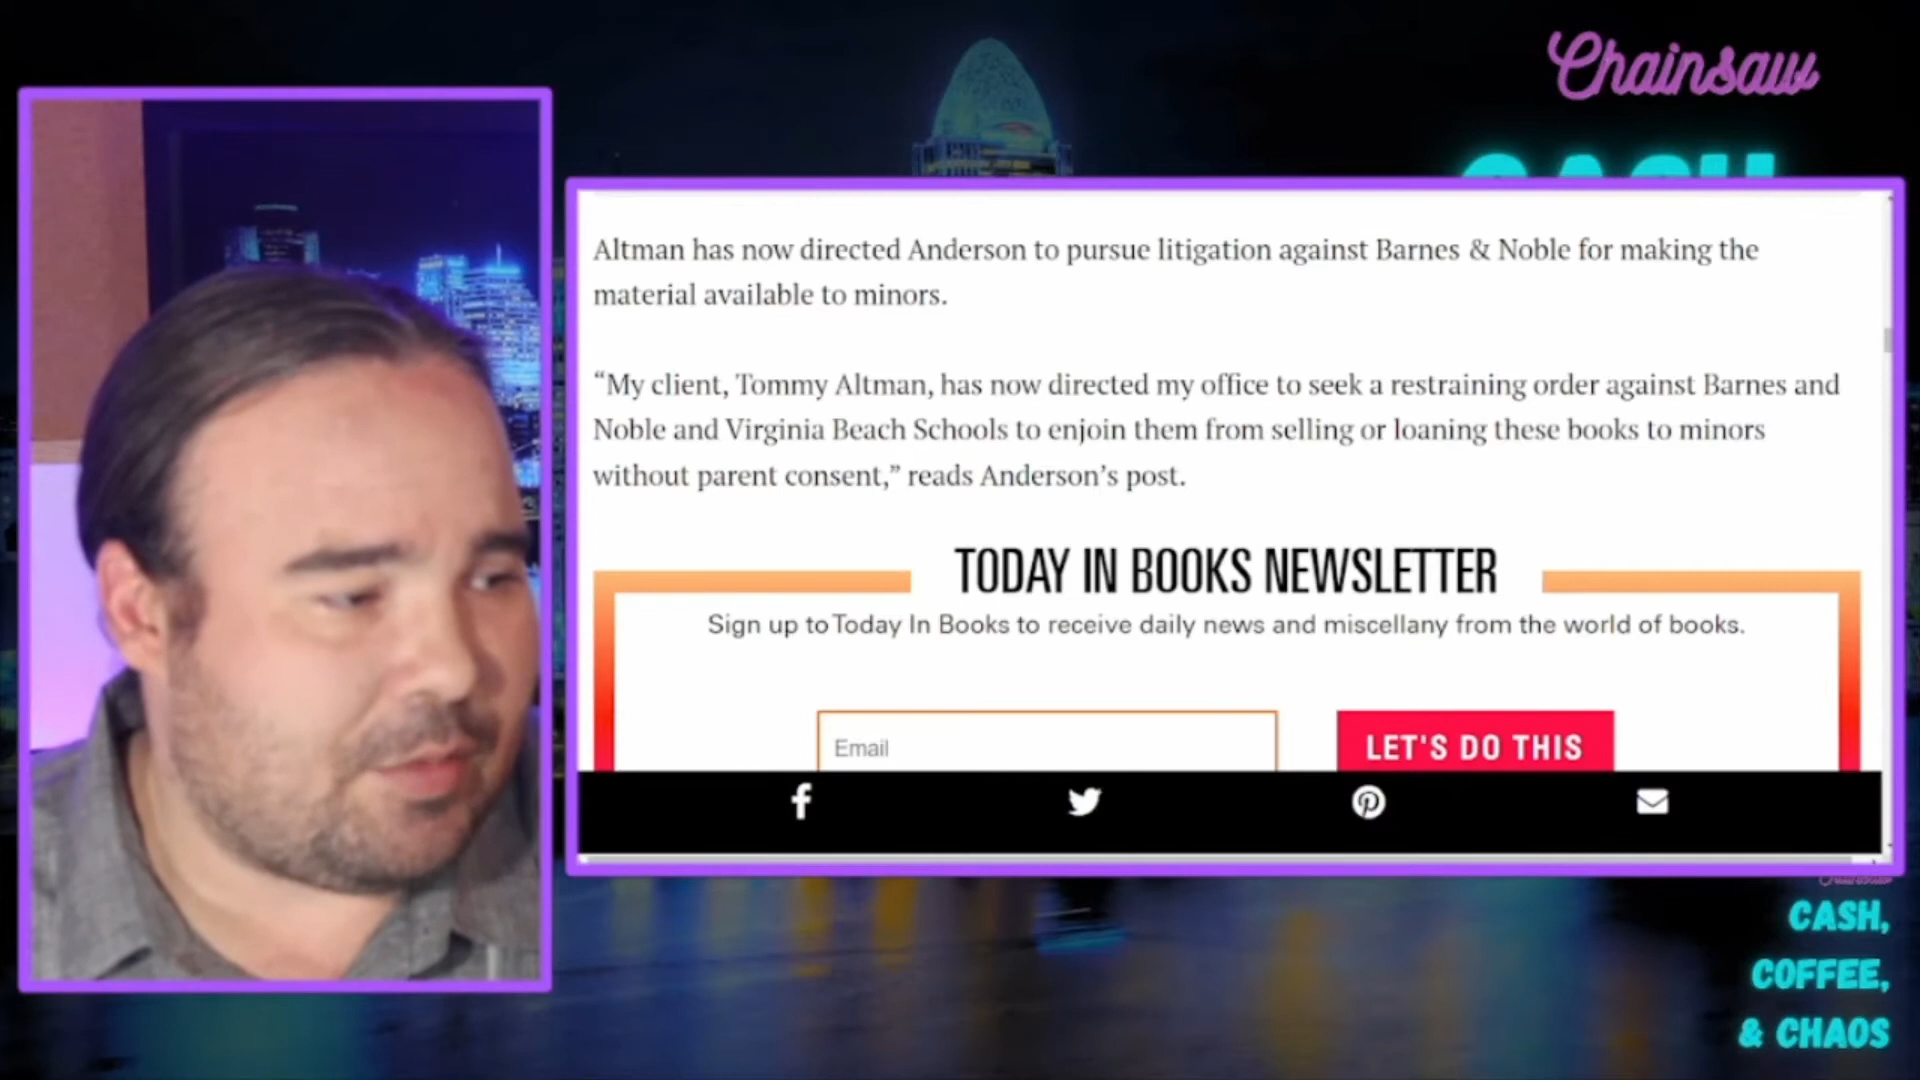 Chainsaw
CASH
Altman has now directed Anderson to pursue litigation against Barnes & Noble for making the
material available to minors.
“My client, Tommy Altman, has now directed my office to seek a restraining order against Barnes and
Noble and Virginia Beach Schools to enjoin them from selling or loaning these books to minors
without parent consent,” reads Anderson’s post.
TODAY IN BOOKS NEWSLETTER
Sign up to Today In Books to receive daily news and miscellany from the world of books.
Email
LET'S DO THIS
CASH,
COFFEE,
& CHAOS